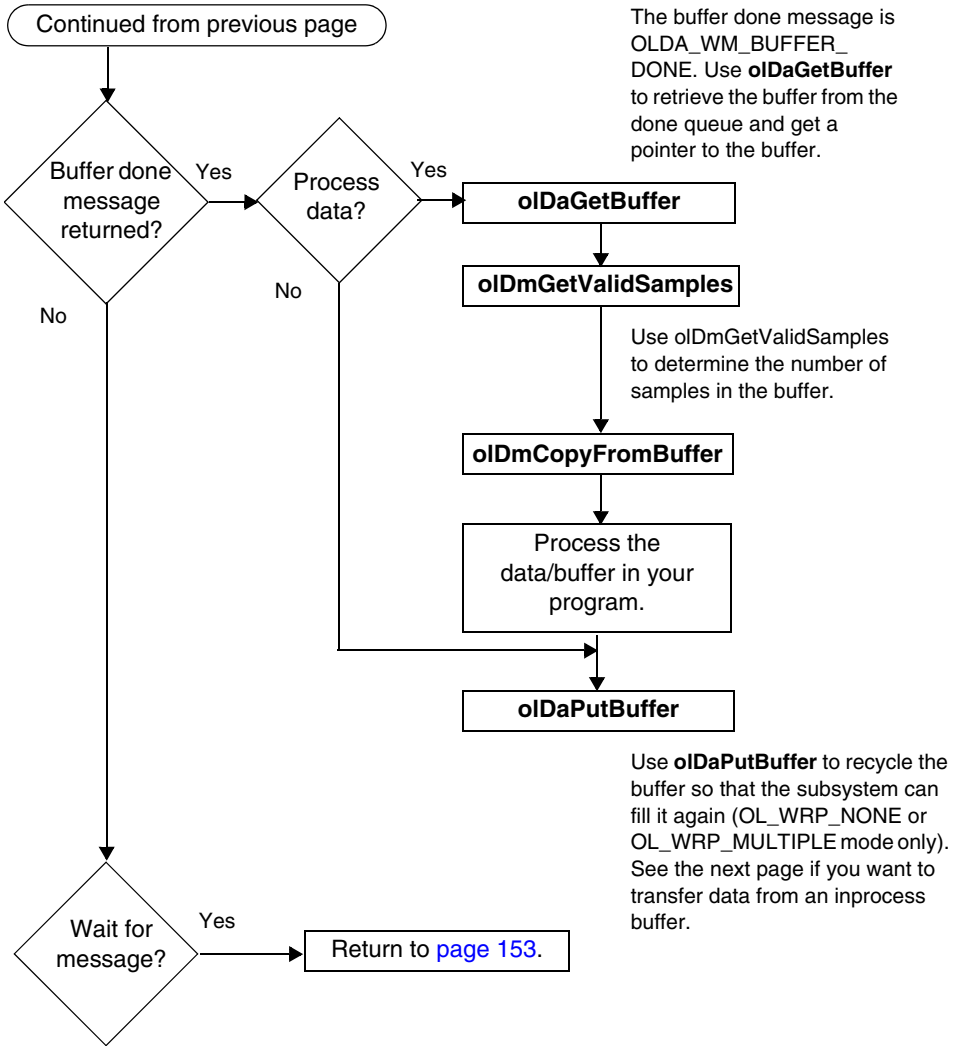 Continued from previous page
The buffer done message is
OLDA_WM_BUFFER_
DONE. Use olDaGetBuffer
to retrieve the buffer from the
done queue and get a
pointer to the buffer.
Buffer done
message
returned?
Yes
No
Process
data?
Yes
No
olDaGetBuffer
olDmGetValidSamples
Use olDmGetValidSamples
to determine the number of
samples in the buffer.
olDmCopyFromBuffer
Process the
data/buffer in your
program.
olDaPutBuffer
Use olDaPutBuffer to recycle the
buffer so that the subsystem can
fill it again (OL_WRP_NONE or
OL_WRP_MULTIPLE mode only).
See the next page if you want to
transfer data from an inprocess
buffer.
Wait for
message?
Yes
Return to page 153.